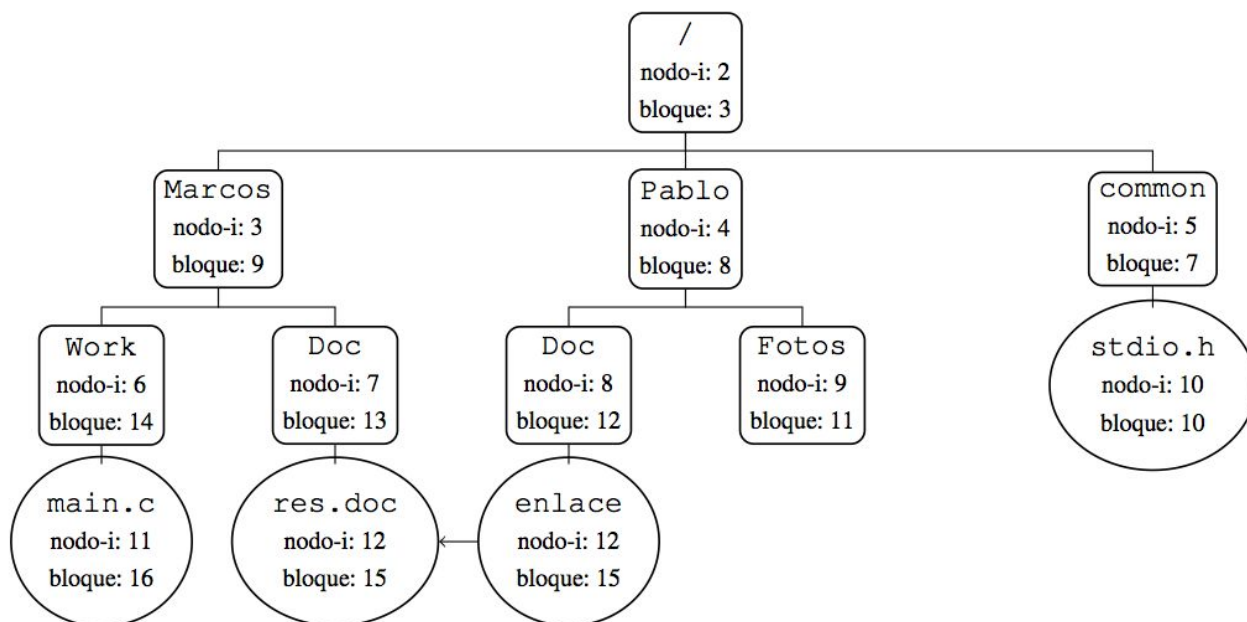 /
nodo-i: 2
bloque: 3
Marcos
nodo-i: 3
bloque: 9
Pablo
nodo-i: 4
bloque: 8
common
nodo-i: 5
bloque: 7
Work
nodo-i: 6
bloque: 14
Doc
nodo-i: 7
bloque: 13
Doc
nodo-i: 8
bloque: 12
Fotos
nodo-i: 9
bloque: 11
stdio.h
nodo-i: 10
bloque: 10
main.c
nodo-i: 11
bloque: 16
res.doc
nodo-i: 12
bloque: 15
enlace
nodo-i: 12
bloque: 15